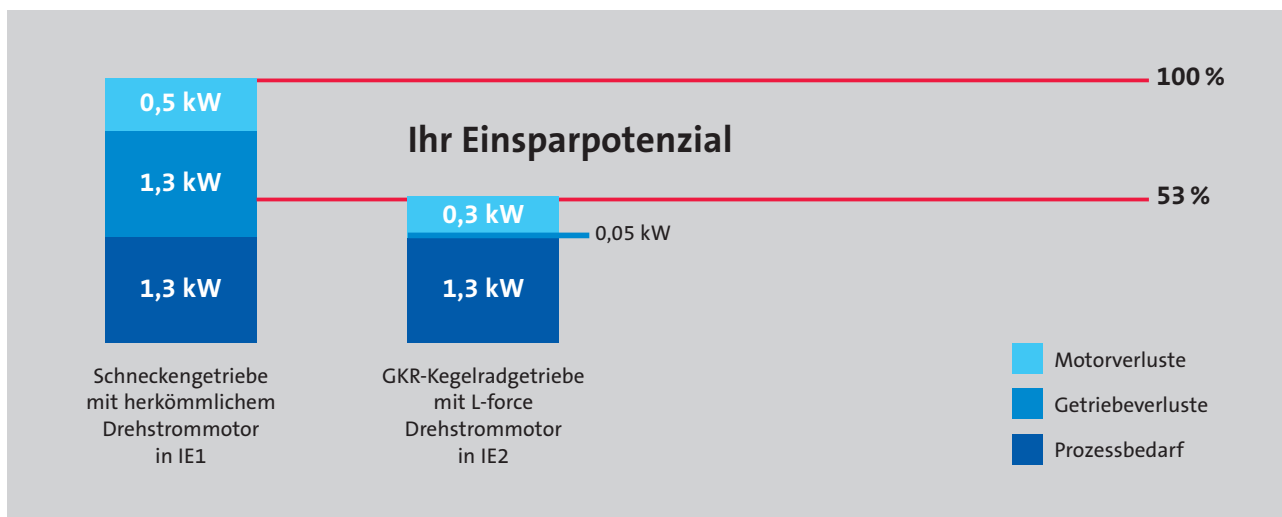 100 %
0,5 kW
Ihr Einsparpotenzial
1,3 kW
53 %
0,3 kW
0,05 kW
1,3 kW
1,3 kW
Schneckengetriebe
mit herkömmlichem
Drehstrommotor
in IE1
GKR-Kegelradgetriebe
mit L-force
Drehstrommotor
in IE2
Motorverluste
Getriebeverluste
Prozessbedarf